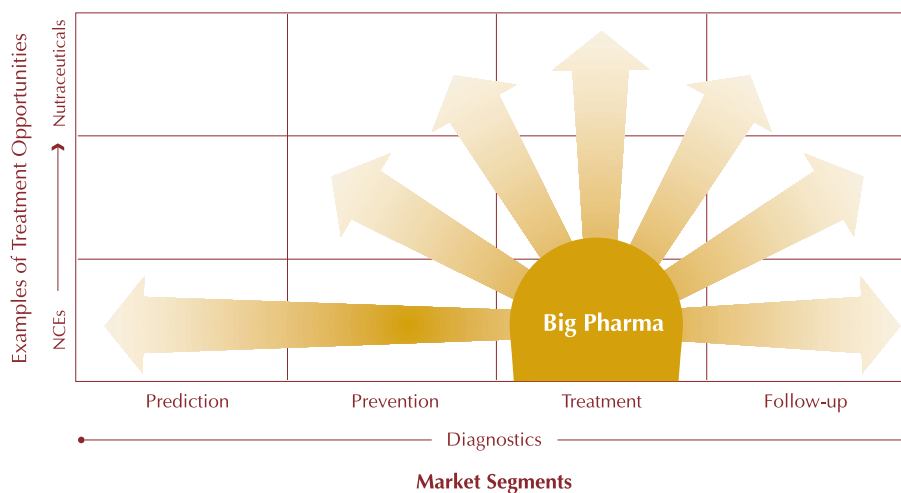 Examples of Treatment Opportunities
Nutraceuticals
NCEs
Big Pharma
Prediction
Prevention
Treatment
Follow-up
Diagnostics
Market Segments